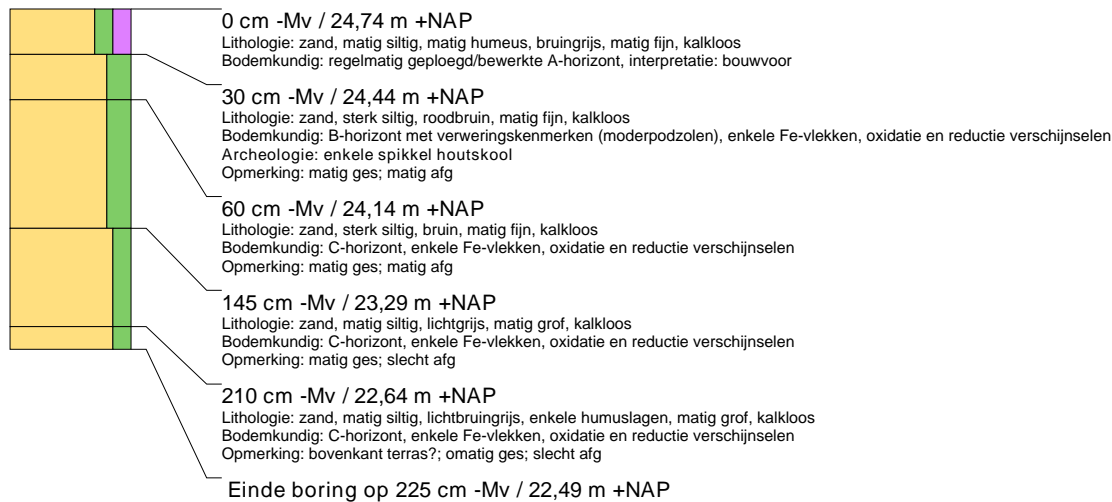 0 cm -Mv / 24,74 m +NAP
Lithologie: zand, matig siltig, matig humeus, bruingrijs, matig fijn, kalkloos
Bodemkundig: regelmatig geploegd/bewerkte A-horizont, interpretatie: bouwvoor
30 cm -Mv / 24,44 m +NAP
Lithologie: zand, sterk siltig, roodbruin, matig fijn, kalkloos
Bodemkundig: B-horizont met verweringskenmerken (moderpodzolen), enkele Fe-vlekken, oxidatie en reductie verschijnselen
Archeologie: enkele spikkel houtskool
Opmerking: matig ges; matig afg
60 cm -Mv / 24,14 m +NAP
Lithologie: zand, sterk siltig, bruin, matig fijn, kalkloos
Bodemkundig: C-horizont, enkele Fe-vlekken, oxidatie en reductie verschijnselen
Opmerking: matig ges; matig afg
145 cm -Mv / 23,29 m +NAP
Lithologie: zand, matig siltig, lichtgrijs, matig grof, kalkloos
Bodemkundig: C-horizont, enkele Fe-vlekken, oxidatie en reductie verschijnselen
Opmerking: matig ges; slecht afg
210 cm -Mv / 22,64 m +NAP
Lithologie: zand, matig siltig, lichtbruingrijs, enkele humuslagen, matig grof, kalkloos
Bodemkundig: C-horizont, enkele Fe-vlekken, oxidatie en reductie verschijnselen
Opmerking: bovenkant terras?; omatig ges; slecht afg
Einde boring op 225 cm -Mv / 22,49 m +NAP